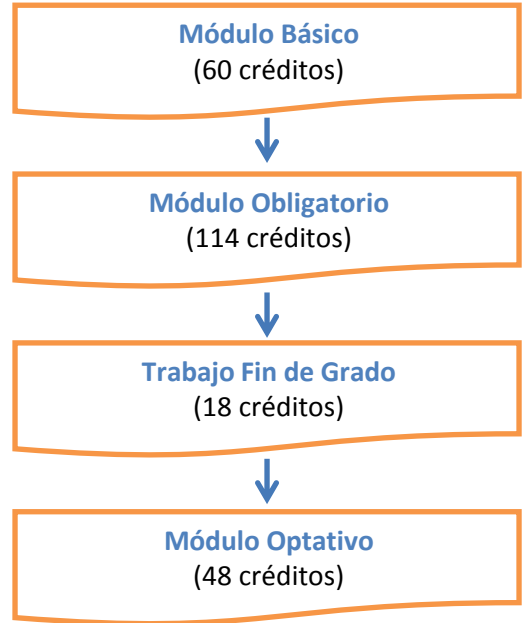 Módulo Básico
(60 créditos)
Módulo Obligatorio
(114 créditos)
Trabajo Fin de Grado
(18 créditos)
Módulo Optativo
(48 créditos)